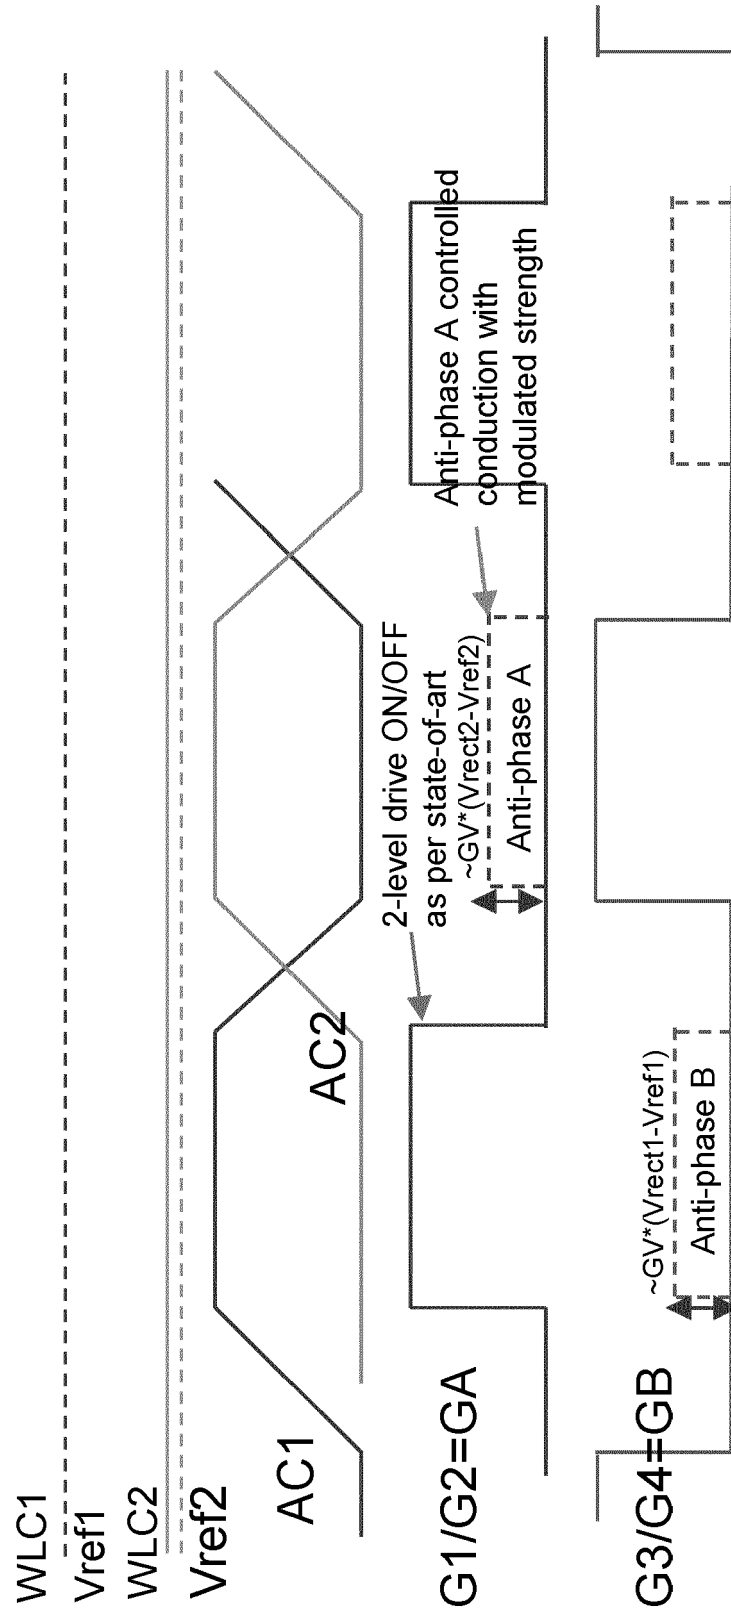 WLC1
Vref1
WLC2
Vref2
AC1
AC2
2-level drive ON/OFF
as per state-of-art
~GV*(Vrect2-Vref2)
Anti-phase A
Anti-phase A controlled
conduction with
modulated strength
G1/G2=GA
~GV*(Vrect1-Vref1)
Anti-phase B
G3/G4=GB